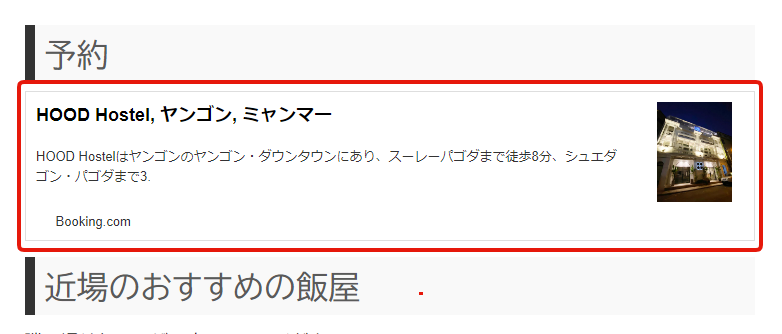 予約
HOOD Hostel, ヤンゴン, ミャンマー
HOOD Hostelはヤンゴンのヤンゴン・ダウンタウンにあり、スーレーパゴダまで徒歩8分、シュエダ
ゴン・パゴダまで3.
Booking.com
近場のおすすめの飯屋